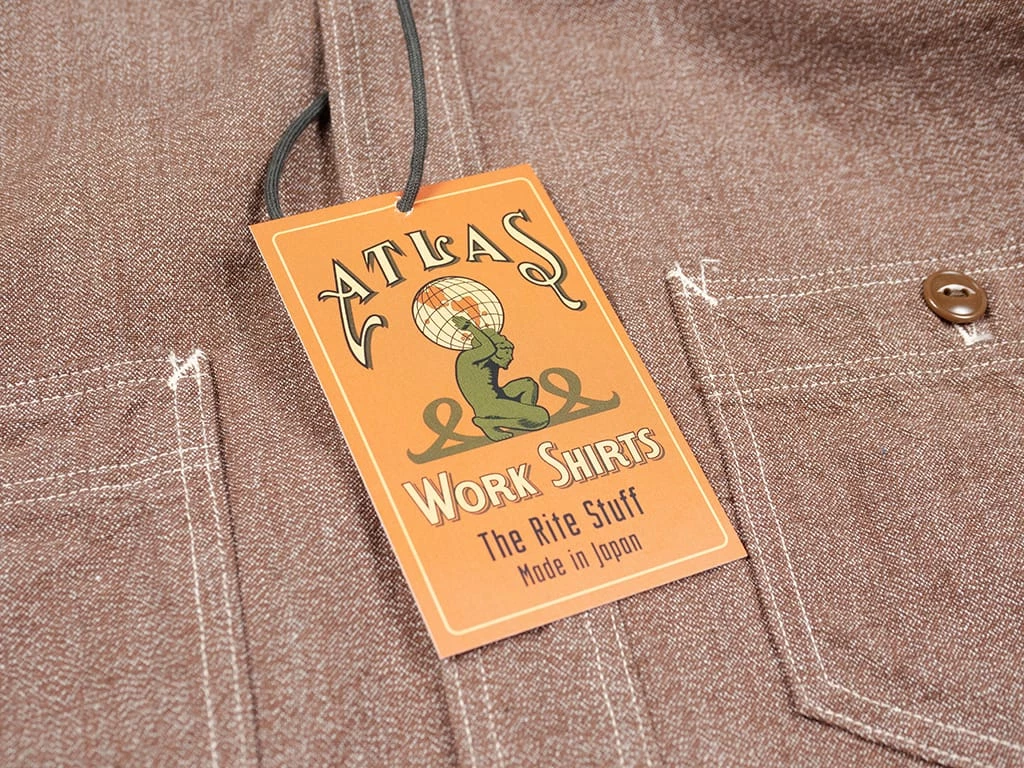 ATLAS
WORK SHIRTS
The Rite Stuff
Made in Japan